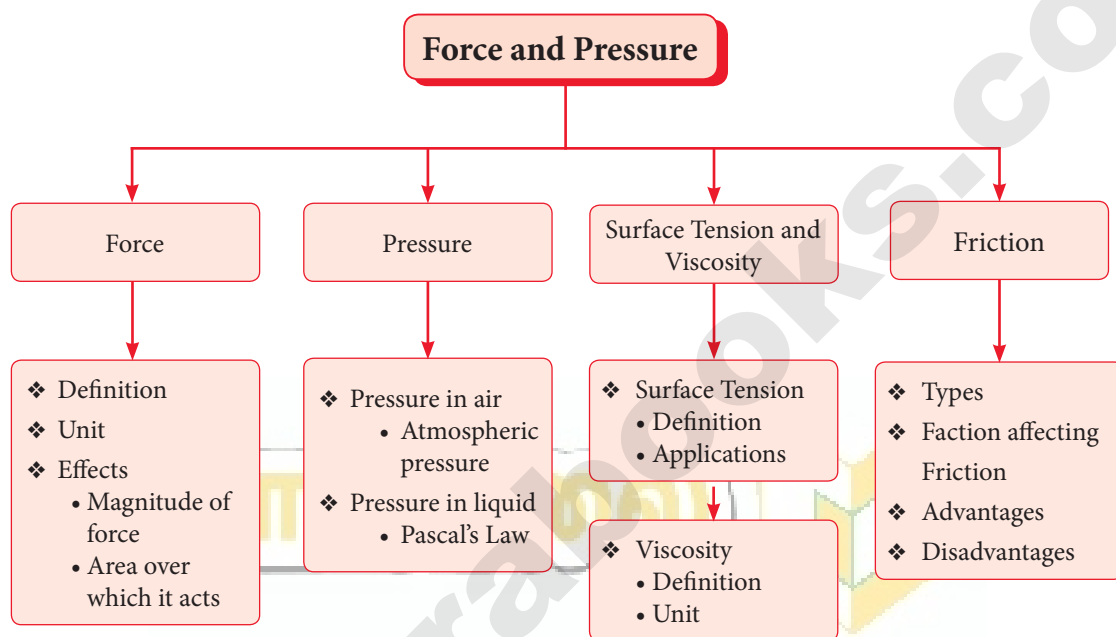 Force and Pressure
Force
Pressure
Surface Tension and
Viscosity
Friction
❖ Definition
❖ Unit
❖ Effects
• Magnitude of
force
• Area over
which it acts
❖ Pressure in air
• Atmospheric
pressure
❖ Pressure in liquid
• Pascal's Law
❖ Surface Tension
• Definition
• Applications
❖ Viscosity
• Definition
• Unit
❖ Types
❖ Faction affecting
Friction
❖ Advantages
❖ Disadvantages